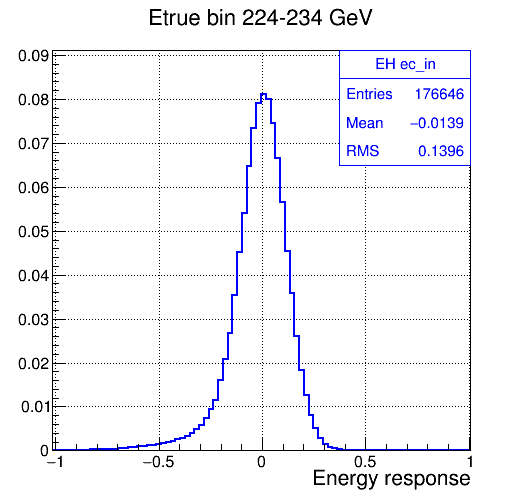 Etrue bin 224-234 GeV
EH ec_in
Entries 176646
Mean −0.0139
RMS 0.1396
0.09
0.08
0.07
0.06
0.05
0.04
0.03
0.02
0.01
0
−1 −0.5 0 0.5 1
Energy response